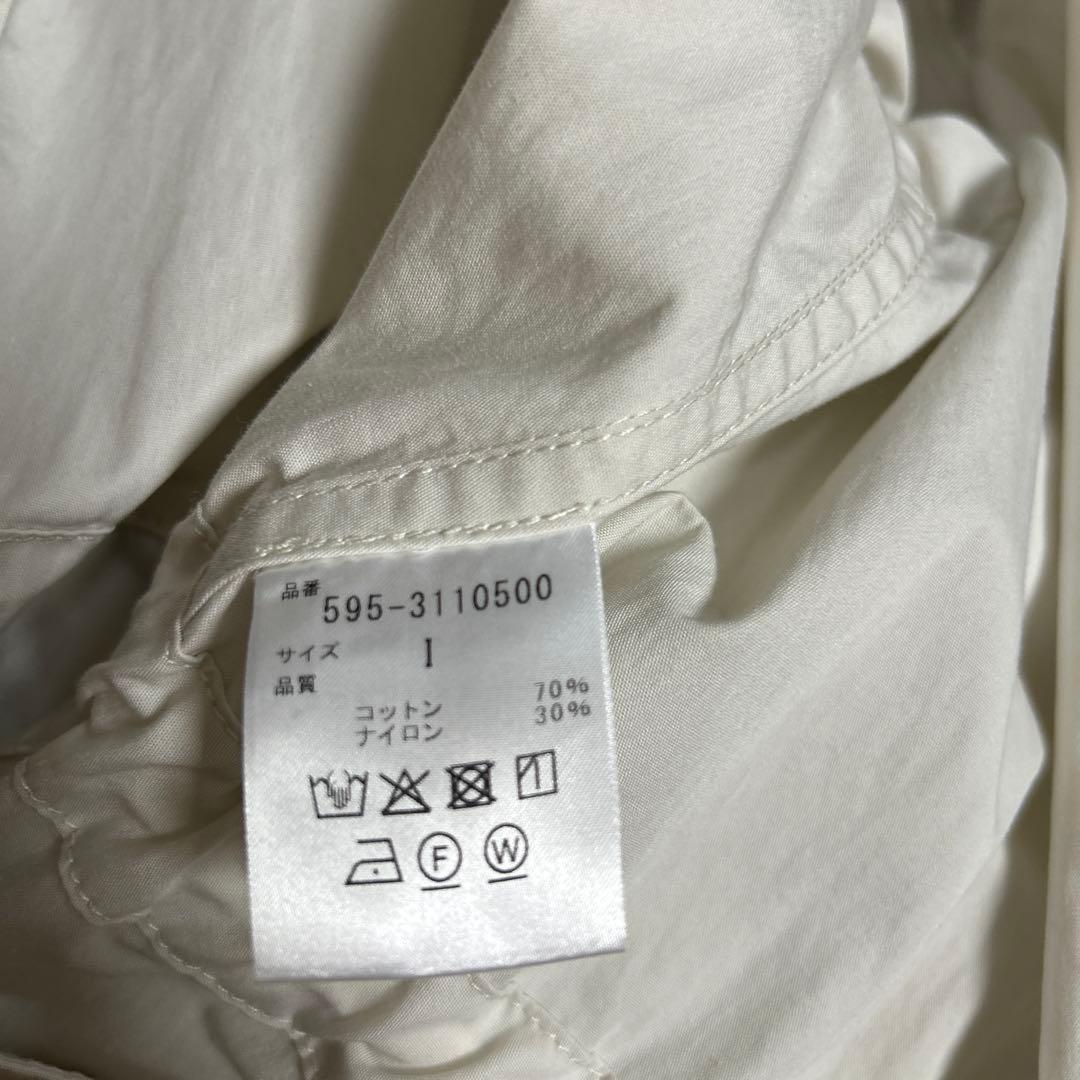 品番 595-3110500
サイズ I
品質
コットン 70%
ナイロン 30%
F W